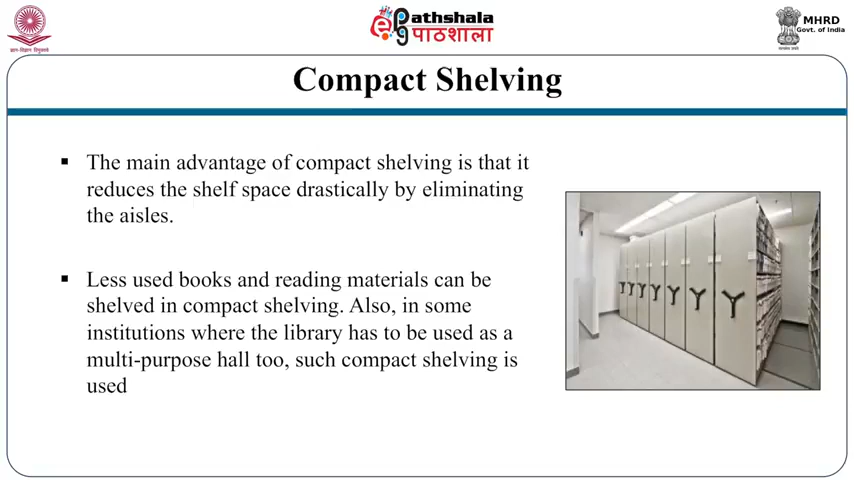 ePathshala
पाठशाला
MHRD
Govt. of India
Compact Shelving
▪ The main advantage of compact shelving is that it
reduces the shelf space drastically by eliminating
the aisles.
▪ Less used books and reading materials can be
shelved in compact shelving. Also, in some
institutions where the library has to be used as a
multi-purpose hall too, such compact shelving is
used